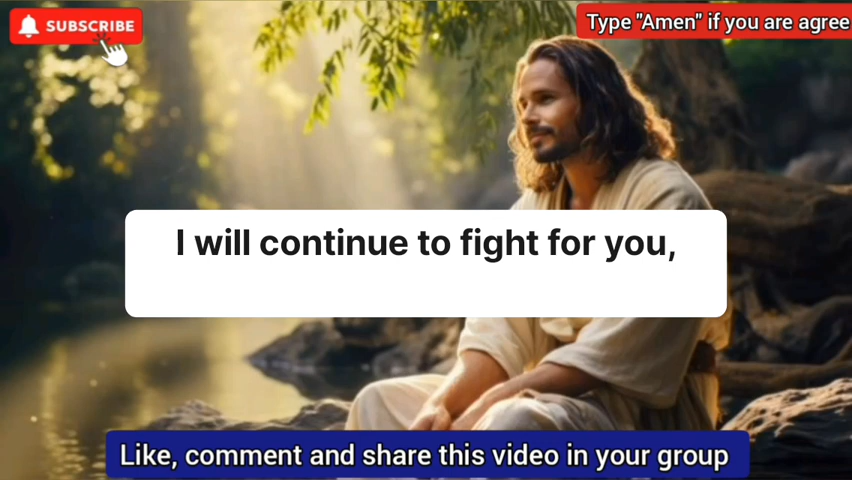 SUBSCRIBE
Type "Amen" if you are agree
I will continue to fight for you,
Like, comment and share this video in your group